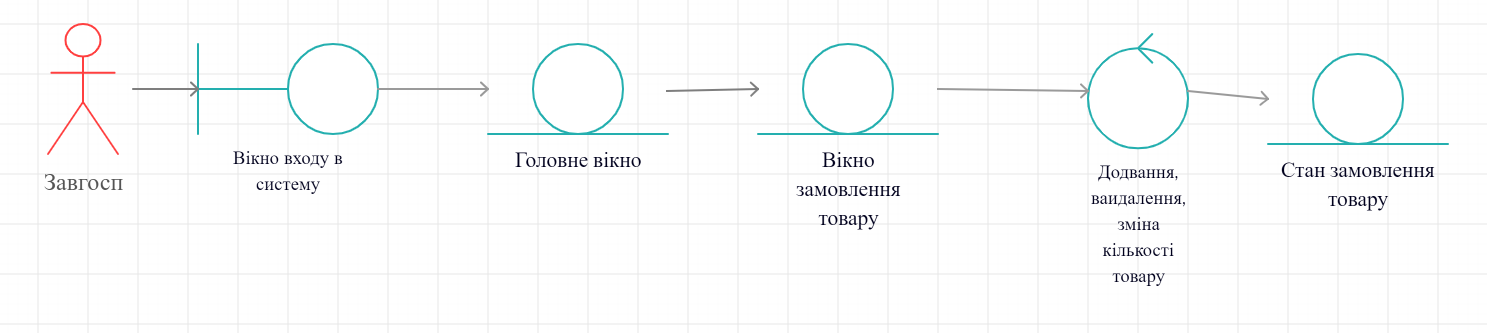 Завгосп
Вікно входу в
систему
Головне вікно
Вікно
замовлення
товару
Додвання,
ваидалення,
зміна
кількості
товару
Стан замовлення
товару